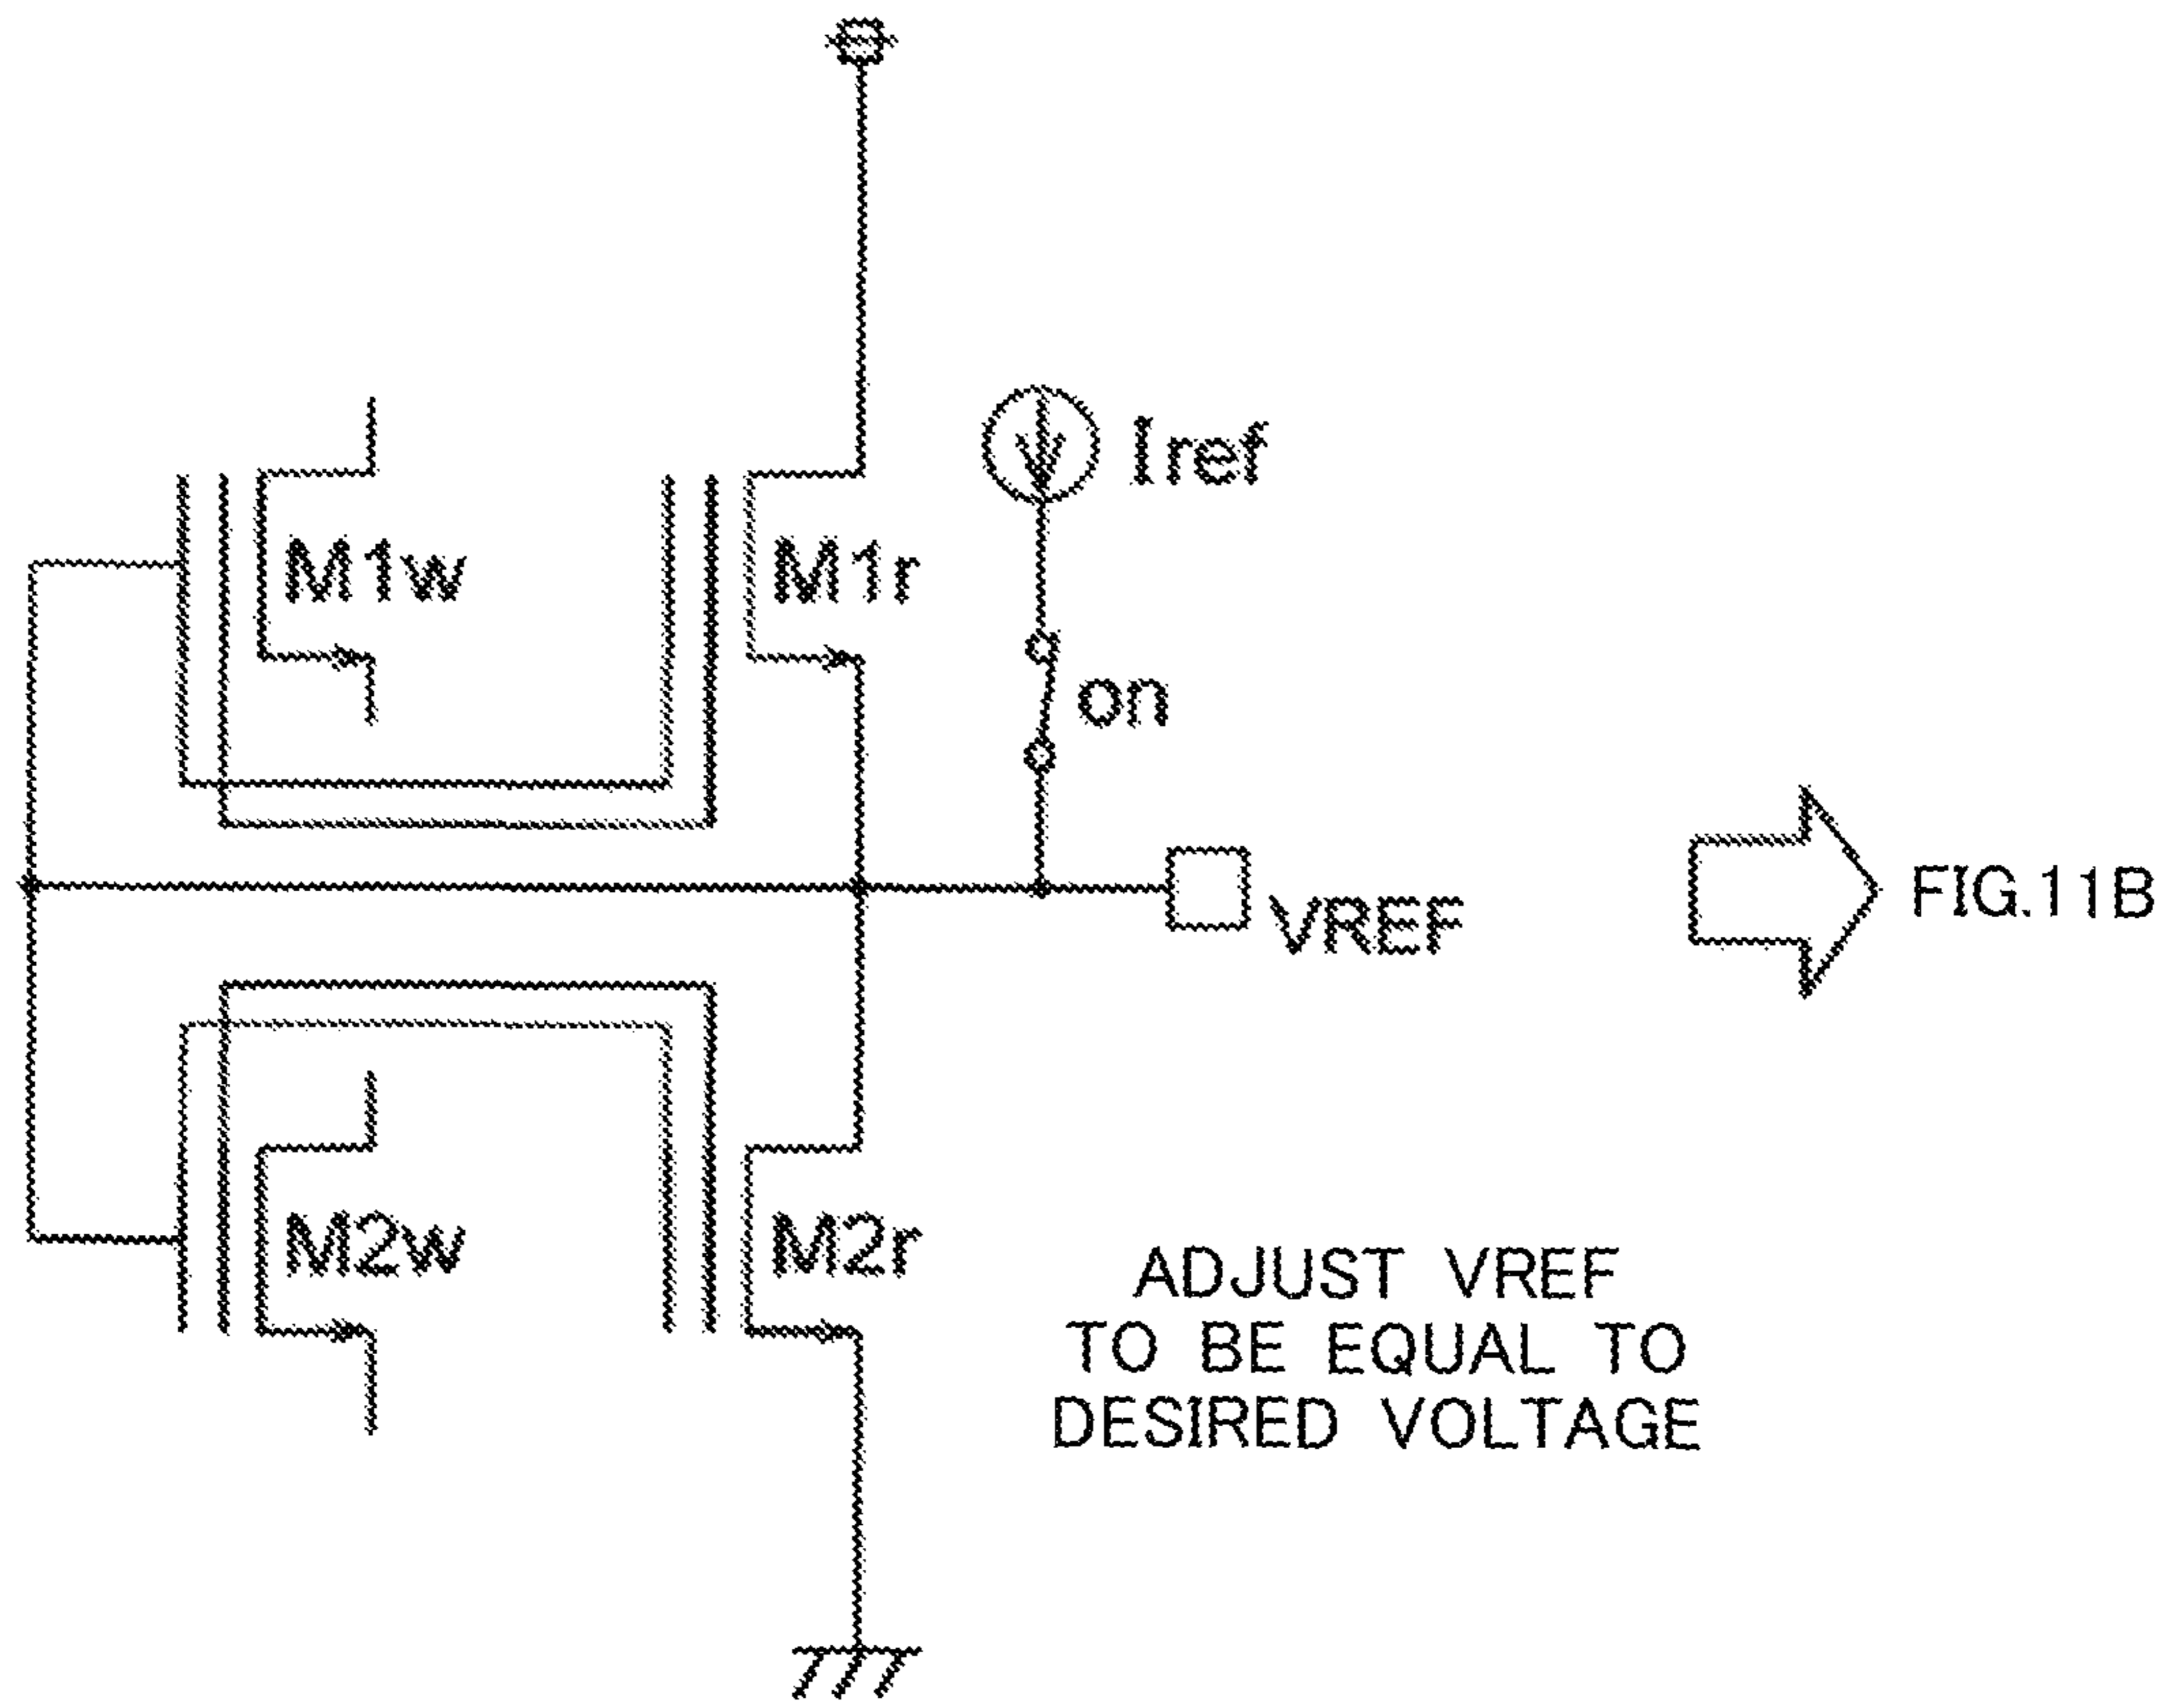 Iref
M1w
M1r
on
VREF
FIG.11B
M2w
M2r
ADJUST VREF
TO BE EQUAL TO
DESIRED VOLTAGE